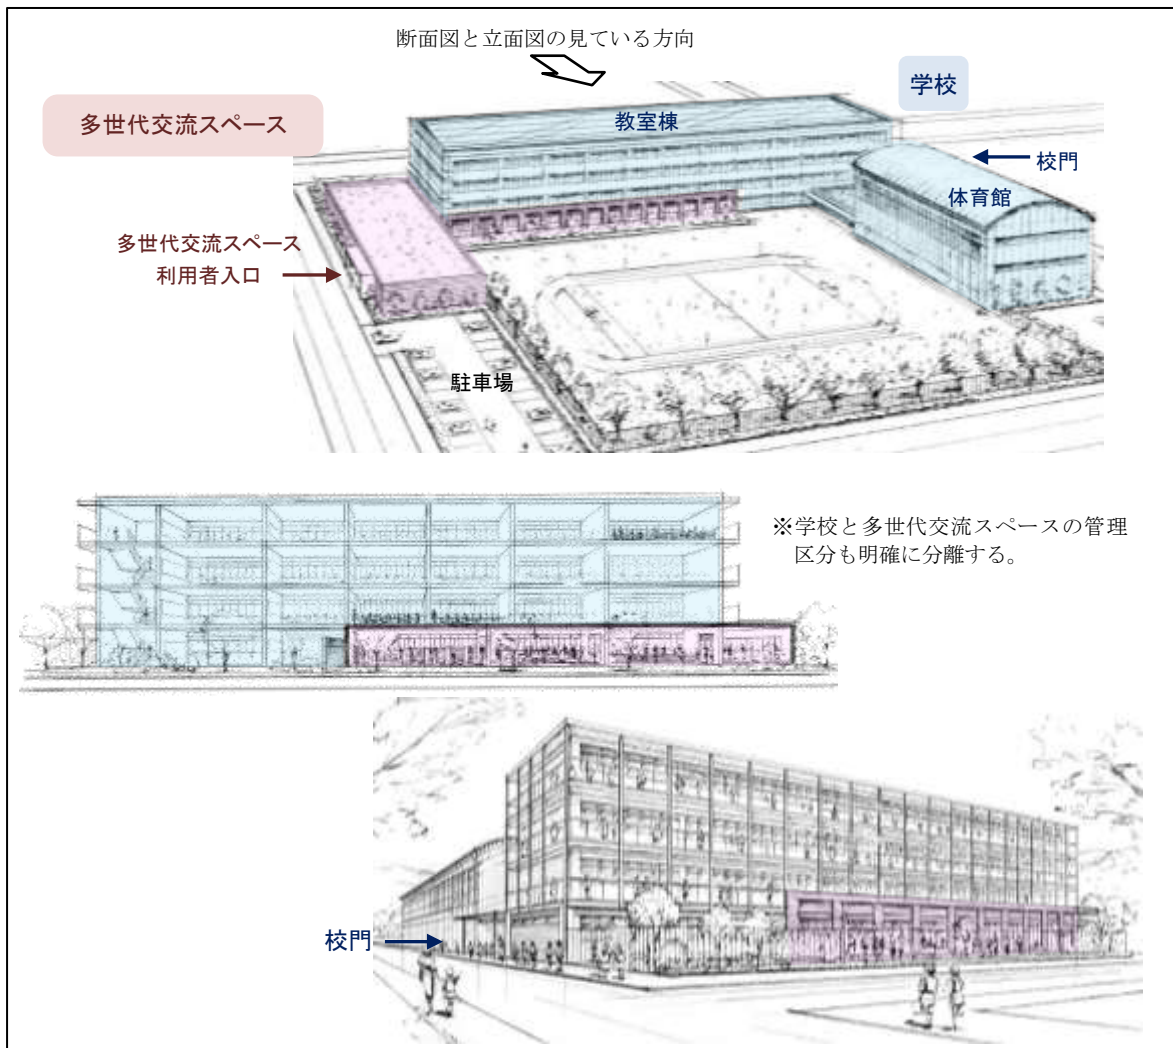 断面図と立面図の見ている方向
学校
多世代交流スペース
教室棟
校門
体育館
多世代交流スペース
利用者入口
駐車場
※学校と多世代交流スペースの管理
区分も明確に分離する。
校門